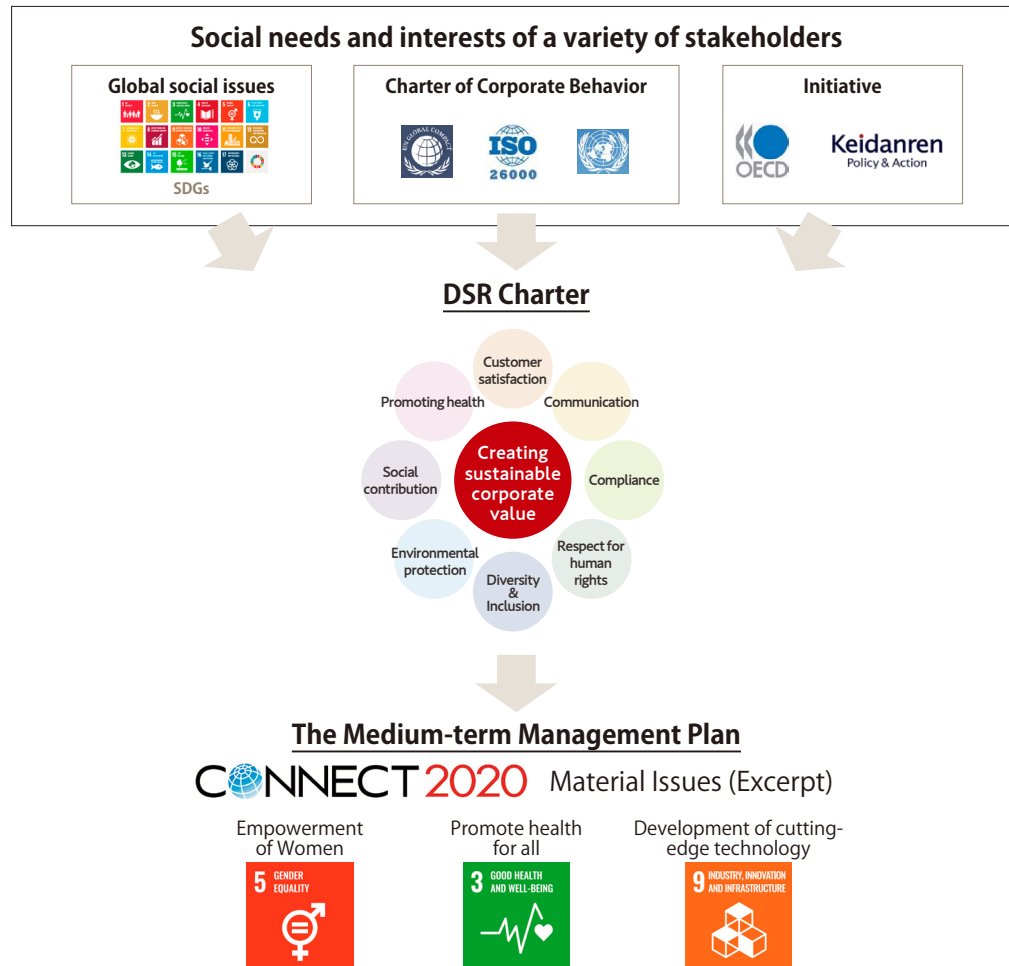 Social needs and interests of a variety of stakeholders
Global social issues
SDGs
Charter of Corporate Behavior
UN GLOBAL COMPACT
ISO
26000
Initiative
OECD
Keidanren
Policy & Action
DSR Charter
Customer
satisfaction
Communication
Compliance
Respect for
human
rights
Diversity
&
Inclusion
Environmental
protection
Social
contribution
Promoting health
Creating
sustainable
corporate
value
The Medium-term Management Plan
CONNECT 2020 Material Issues (Excerpt)
Empowerment
of Women
5 GENDER
EQUALITY
Promote health
for all
3 GOOD HEALTH
AND WELL-BEING
Development of cutting-
edge technology
9 INDUSTRY, INNOVATION
AND INFRASTRUCTURE